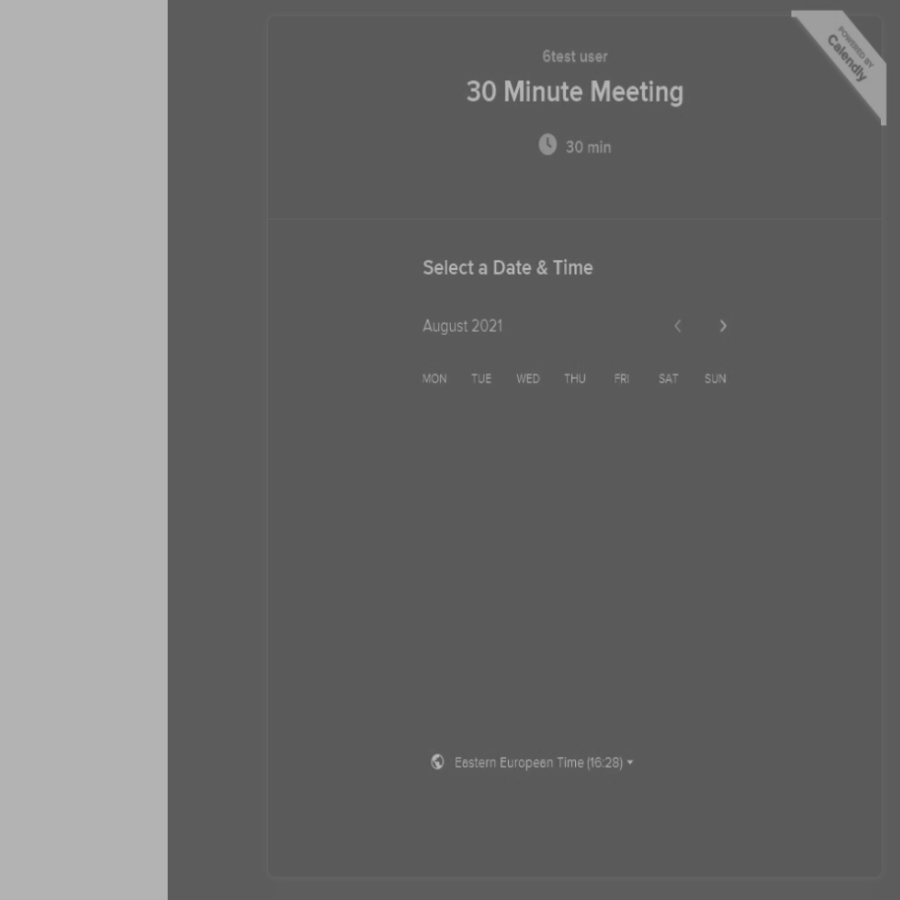 6test user
30 Minute Meeting
30 min
POWERED BY
Calendly
Select a Date & Time
August 2021
MON TUE WED THU FRI SAT SUN
Eastern European Time (16:28)